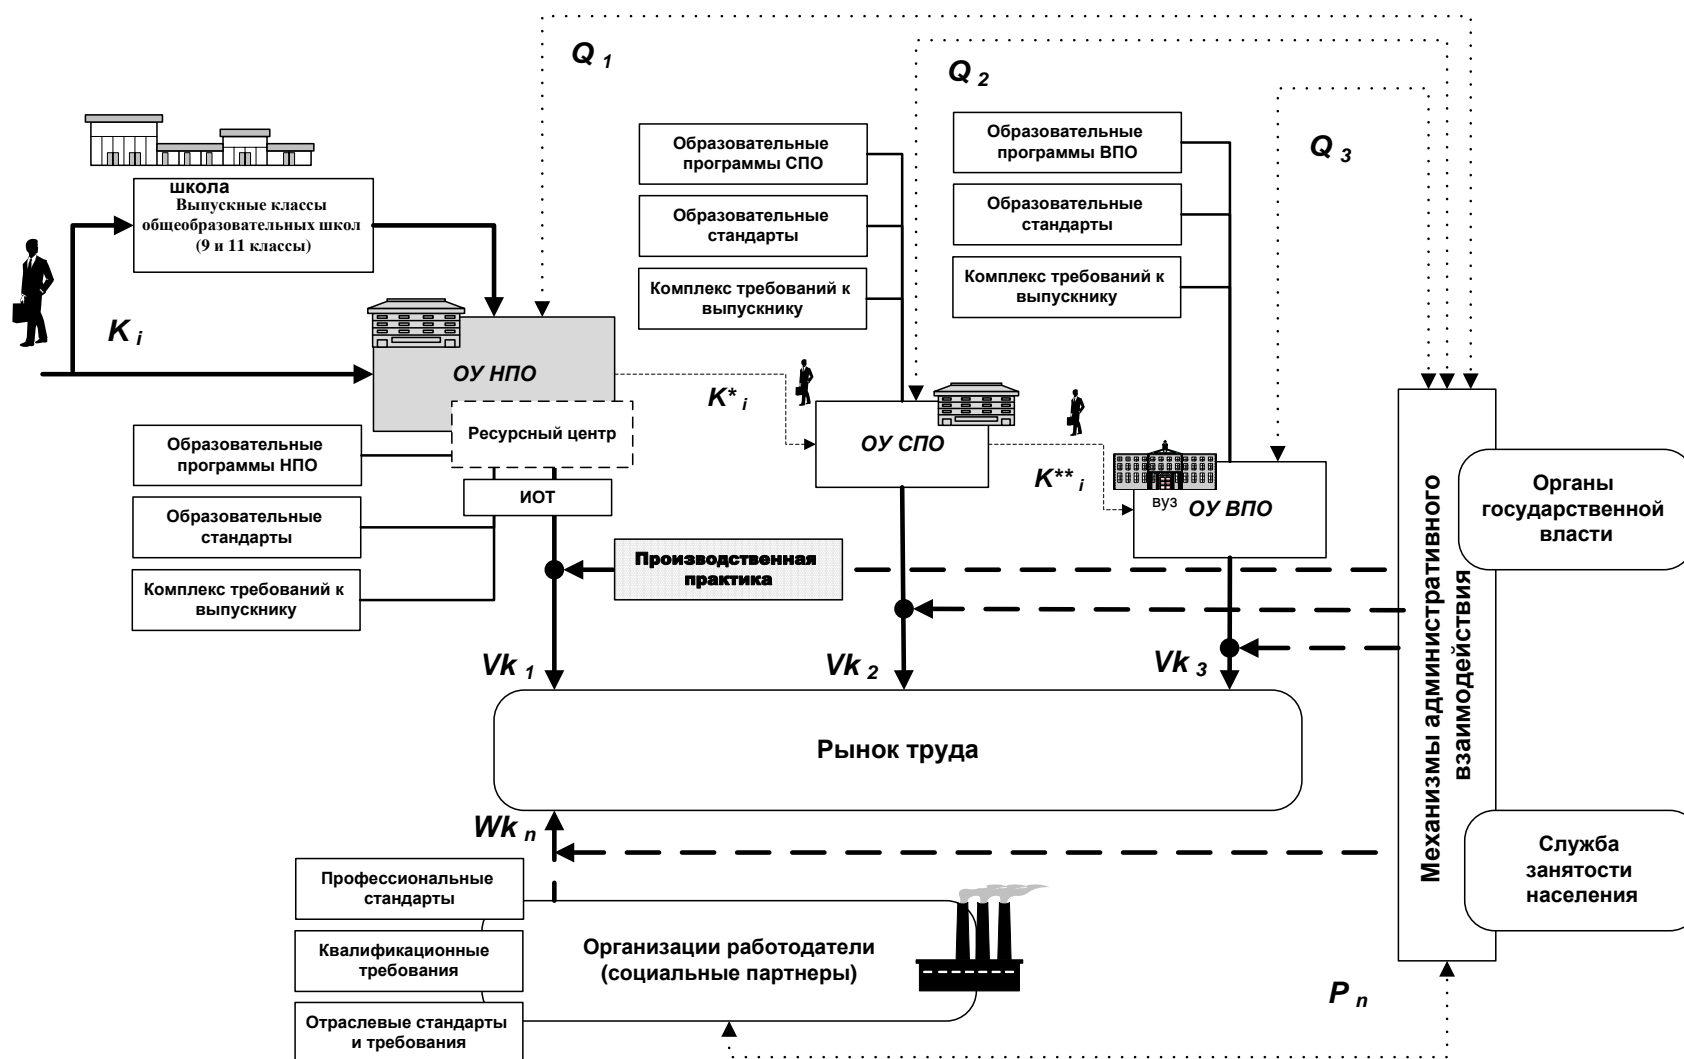 Q 1
Q 2
Q 3
школа
Выпускные классы
общеобразовательных школ
(9 и 11 классы)
K i
Образовательные
программы СПО
Образовательные
стандарты
Комплекс требований к
выпускнику
Образовательные
программы ВПО
Образовательные
стандарты
Комплекс требований к
выпускнику
ОУ НПО
Ресурсный центр
K* i
ОУ СПО
K** i
вуз
ОУ ВПО
Образовательные
программы НПО
ИОТ
Образовательные
стандарты
Комплекс требований к
выпускнику
Производственная
практика
Механизмы административного
взаимодействия
Органы
государственной
власти
Vk 1
Vk 2
Vk 3
Рынок труда
Wk n
Служба
занятости
населения
Профессиональные
стандарты
Квалификационные
требования
Отраслевые стандарты
и требования
Организации работодатели
(социальные партнеры)
P n